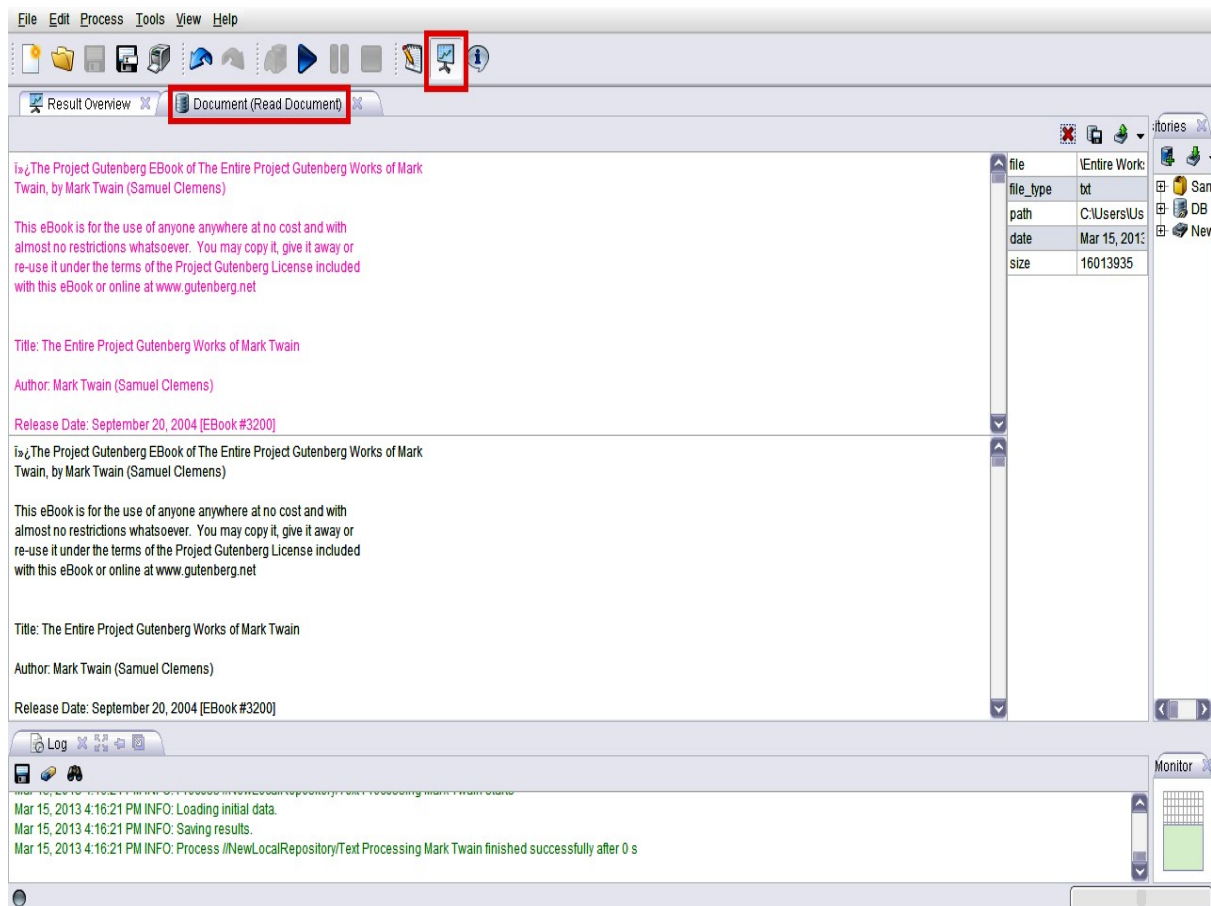 File Edit Process Tools View Help
Result Overview
Document (Read Document)
ï»¿The Project Gutenberg EBook of The Entire Project Gutenberg Works of Mark
Twain, by Mark Twain (Samuel Clemens)
This eBook is for the use of anyone anywhere at no cost and with
almost no restrictions whatsoever. You may copy it, give it away or
re-use it under the terms of the Project Gutenberg License included
with this eBook or online at www.gutenberg.net
Title: The Entire Project Gutenberg Works of Mark Twain
Author: Mark Twain (Samuel Clemens)
Release Date: September 20, 2004 [EBook #3200]
ï»¿The Project Gutenberg EBook of The Entire Project Gutenberg Works of Mark
Twain, by Mark Twain (Samuel Clemens)
This eBook is for the use of anyone anywhere at no cost and with
almost no restrictions whatsoever. You may copy it, give it away or
re-use it under the terms of the Project Gutenberg License included
with this eBook or online at www.gutenberg.net
Title: The Entire Project Gutenberg Works of Mark Twain
Author: Mark Twain (Samuel Clemens)
Release Date: September 20, 2004 [EBook #3200]
file \Entire Work
file_type txt
path C:\Users\Us
date Mar 15, 201
size 16013935
itories
San
DB
New
Log
Mar 15, 2013 4:16:21 PM INFO: Loading initial data.
Mar 15, 2013 4:16:21 PM INFO: Saving results.
Mar 15, 2013 4:16:21 PM INFO: Process //NewLocalRepository/Text Processing Mark Twain finished successfully after 0 s
Monitor